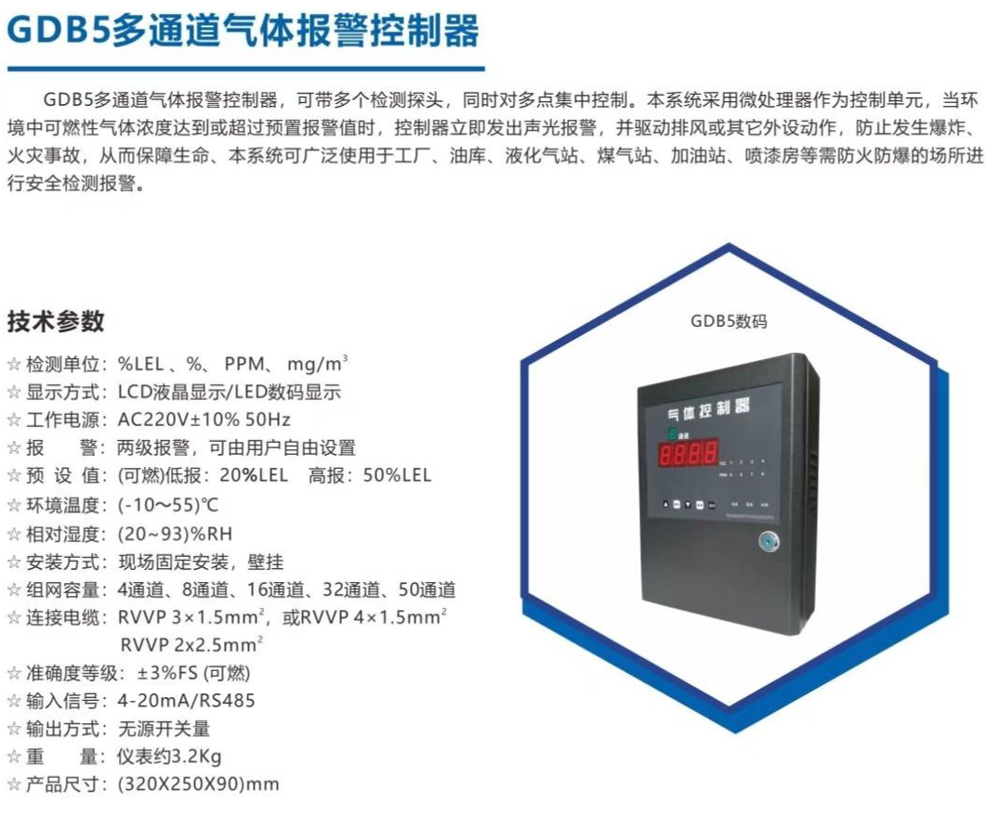 GDB5多通道气体报警控制器
GDB5多通道气体报警控制器，可带多个检测探头，同时对多点集中控制。本系统采用微处理器作为控制单元，当环
境中可燃性气体浓度达到或超过预置报警值时，控制器立即发出声光报警，并驱动排风或其它外设动作，防止发生爆炸、
火灾事故，从而保障生命、本系统可广泛使用于工厂、油库、液化气站、煤气站、加油站、喷漆房等需防火防爆的场所进
行安全检测报警。
技术参数
☆ 检测单位：%LEL 、%、 PPM、 mg/m³
☆ 显示方式：LCD液晶显示/LED数码显示
☆ 工作电源：AC220V±10% 50Hz
☆ 报 警：两级报警，可由用户自由设置
☆ 预 设 值：(可燃)低报：20%LEL 高报：50%LEL
☆ 环境温度：(-10～55)℃
☆ 相对湿度：(20~93)%RH
☆ 安装方式：现场固定安装，壁挂
☆ 组网容量：4通道、8通道、16通道、32通道、50通道
☆ 连接电缆：RVVP 3×1.5mm²，或RVVP 4×1.5mm²
RVVP 2x2.5mm²
☆ 准确度等级：±3%FS (可燃)
☆ 输入信号：4-20mA/RS485
☆ 输出方式：无源开关量
☆ 重 量：仪表约3.2Kg
☆ 产品尺寸：(320X250X90)mm
GDB5数码
气体控制器
8 通道
8888